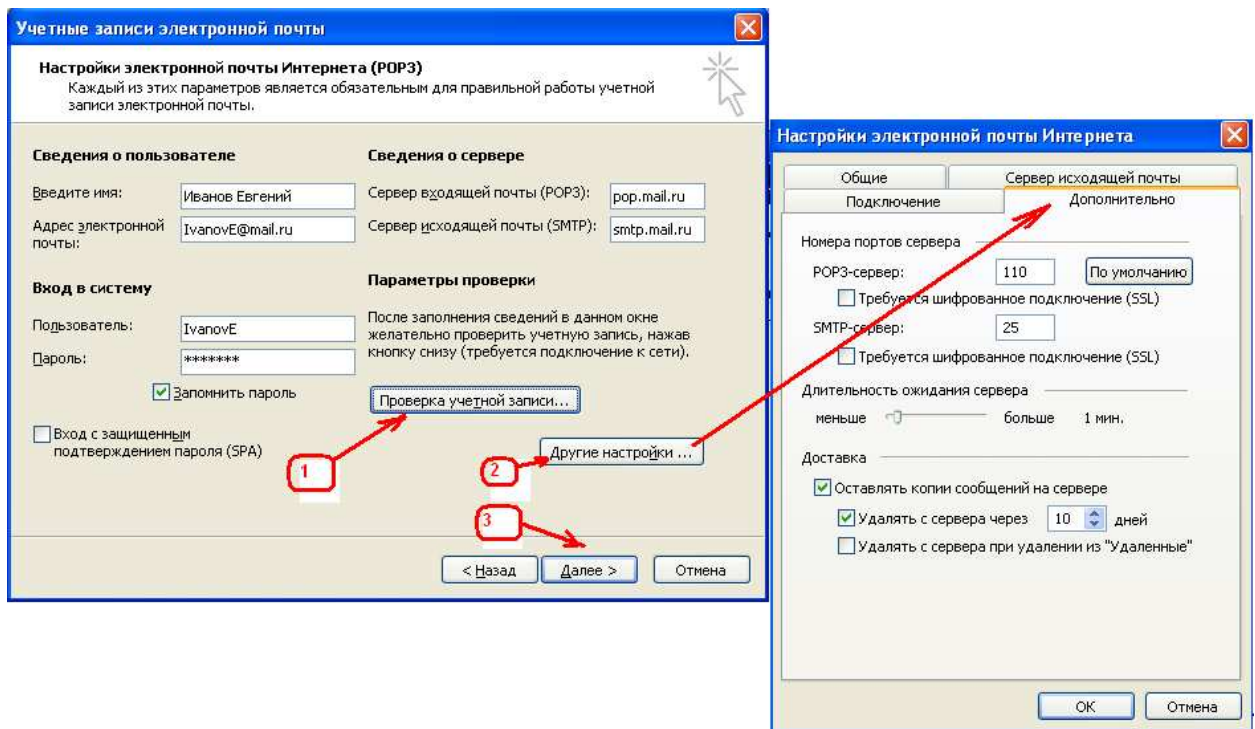 Учетные записи электронной почты
Настройки электронной почты Интернета (POP3)
Каждый из этих параметров является обязательным для правильной работы учетной
записи электронной почты.
Сведения о пользователе
Введите имя:
Иванов Евгений
Адрес электронной
почты:
IvanovE@mail.ru
Вход в систему
Пользователь:
IvanovE
Пароль:
*******
Запомнить пароль
Вход с защищенным
подтверждением пароля (SPA)
Сведения о сервере
Сервер входящей почты (POP3):
pop.mail.ru
Сервер исходящей почты (SMTP):
smtp.mail.ru
Параметры проверки
После заполнения сведений в данном окне
желательно проверить учетную запись, нажав
кнопку снизу (требуется подключение к сети).
Проверка учетной записи...
Другие настройки ...
1
2
3
< Назад
Далее >
Отмена
Настройки электронной почты Интернета
Общие
Сервер исходящей почты
Подключение
Дополнительно
Номера портов сервера
POP3-сервер:
110
По умолчанию
Требуется шифрованное подключение (SSL)
SMTP-сервер:
25
Требуется шифрованное подключение (SSL)
Длительность ожидания сервера
меньше
больше
1 мин.
Доставка
Оставлять копии сообщений на сервере
Удалять с сервера через 10 дней
Удалять с сервера при удалении из "Удаленные"
OK
Отмена